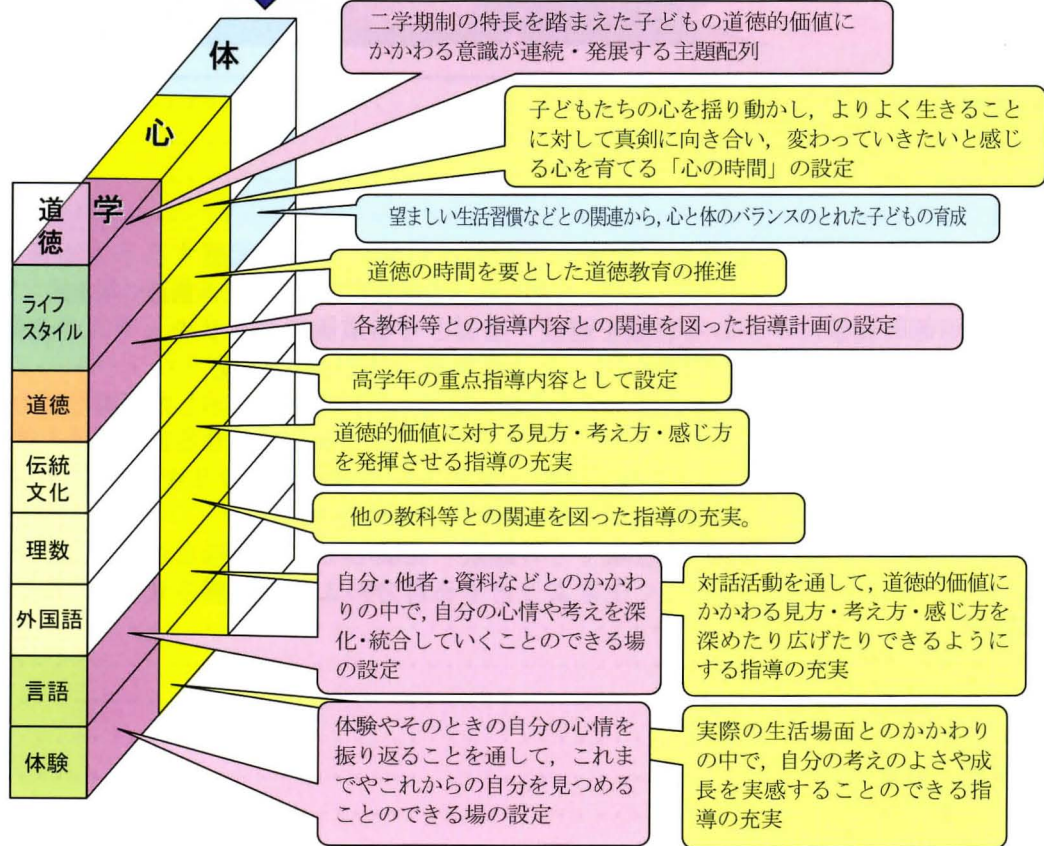 体
心
学
道徳
ライフ
スタイル
道徳
伝統
文化
理数
外国語
言語
体験
二学期制の特長を踏まえた子どもの道徳的価値に
かかわる意識が連続・発展する主題配列
子どもたちの心を揺り動かし，よりよく生きること
に対して真剣に向き合い，変わっていきたいと感じ
る心を育てる「心の時間」の設定
望ましい生活習慣などとの関連から，心と体のバランスのとれた子どもの育成
道徳の時間を要とした道徳教育の推進
各教科等との指導内容との関連を図った指導計画の設定
高学年の重点指導内容として設定
道徳的価値に対する見方・考え方・感じ方
を発揮させる指導の充実
他の教科等との関連を図った指導の充実。
自分・他者・資料などとのかかわ
りの中で，自分の心情や考えを深
化・統合していくことのできる場
の設定
対話活動を通して，道徳的価値に
かかわる見方・考え方・感じ方を
深めたり広げたりできるように
する指導の充実
体験やそのときの自分の心情を
振り返ることを通して，これま
でやこれからの自分を見つめる
ことのできる場の設定
実際の生活場面とのかかわり
の中で，自分の考えのよさや成
長を実感することのできる指
導の充実